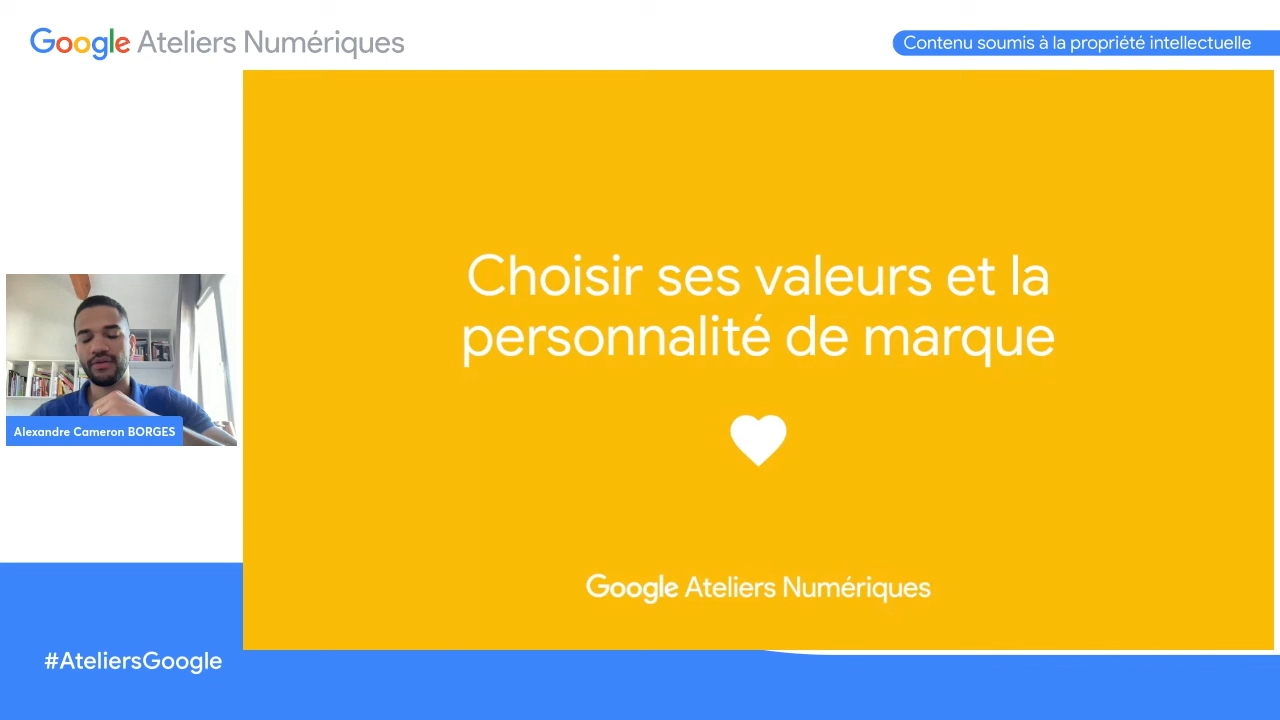 Google Ateliers Numériques
Contenu soumis à la propriété intellectuelle
Choisir ses valeurs et la
personnalité de marque
Alexandre Cameron BORGES
Google Ateliers Numériques
#AteliersGoogle